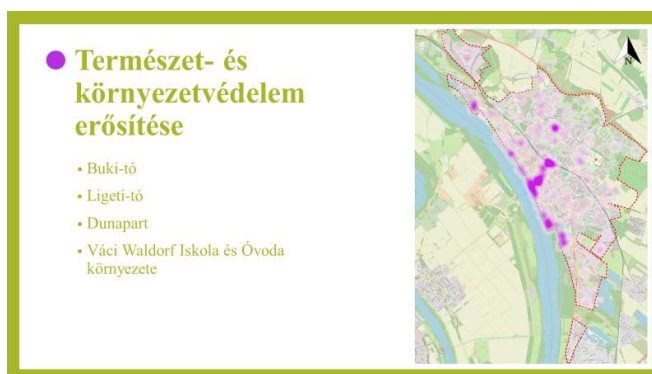 Természet- és
környezetvédelem
erősítése
• Buki-tó
• Ligeti-tó
• Dunapart
• Váci Waldorf Iskola és Óvoda
környezete
N